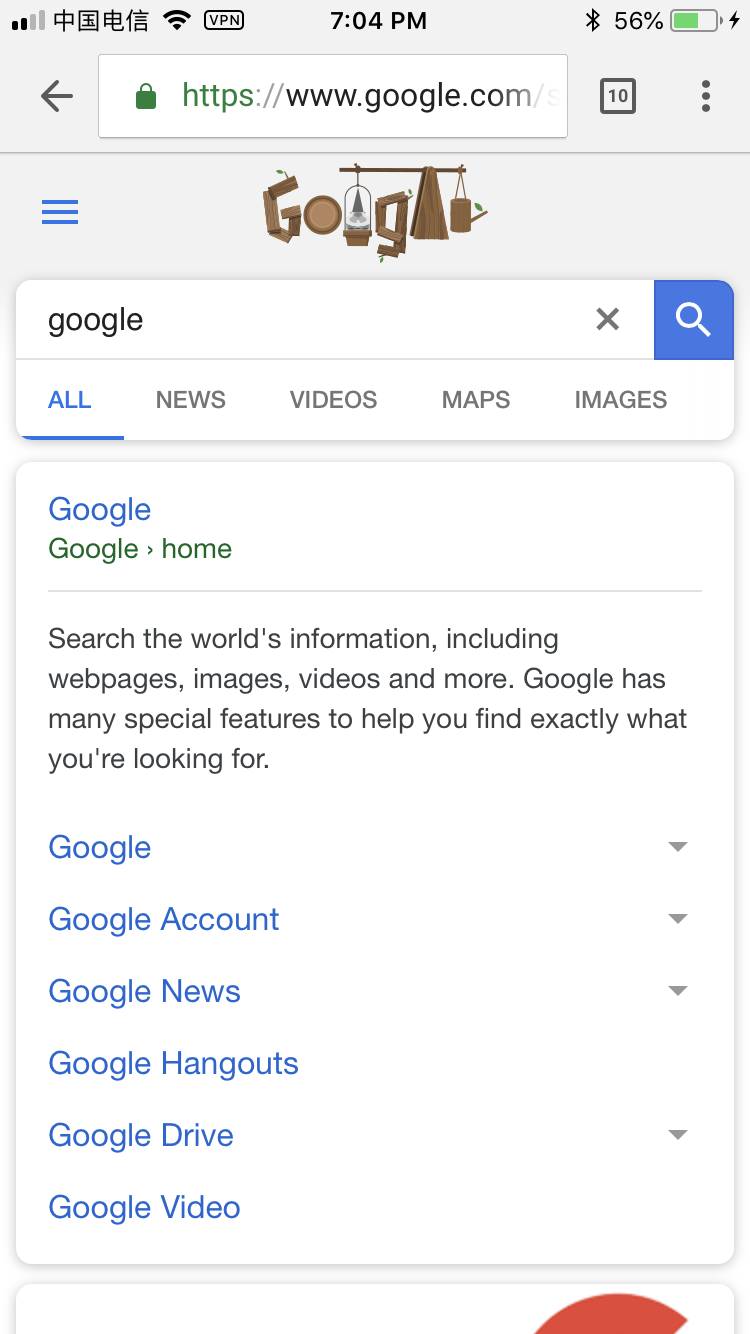 中国电信 VPN 7:04 PM 56%
https://www.google.com/s
10
Google
google
ALL NEWS VIDEOS MAPS IMAGES
Google
Google › home
Search the world's information, including
webpages, images, videos and more. Google has
many special features to help you find exactly what
you're looking for.
Google
Google Account
Google News
Google Hangouts
Google Drive
Google Video